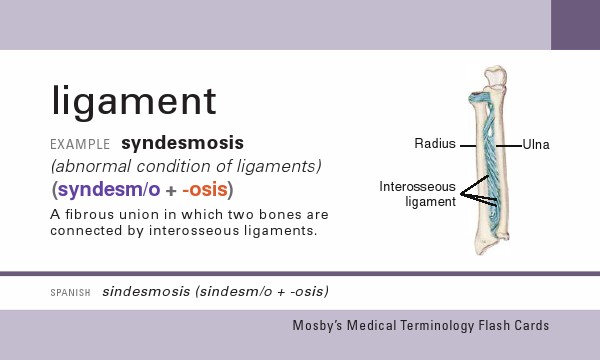 ligament
EXAMPLE syndesmosis
(abnormal condition of ligaments)
(syndesm/o + -osis)
A fibrous union in which two bones are
connected by interosseous ligaments.
Radius
Ulna
Interosseous
ligament
SPANISH sindesmosis (sindesm/o + -osis)
Mosby's Medical Terminology Flash Cards